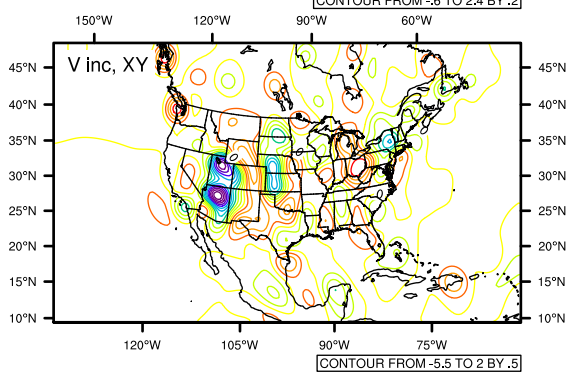 CONTOUR FROM -.6 TO 2.4 BY .2
150°W 120°W 90°W 60°W
V inc, XY
45°N 45°N
40°N 40°N
35°N 35°N
30°N 30°N
25°N 25°N
20°N 20°N
15°N 15°N
10°N 10°N
120°W 105°W 90°W 75°W
CONTOUR FROM -5.5 TO 2 BY .5